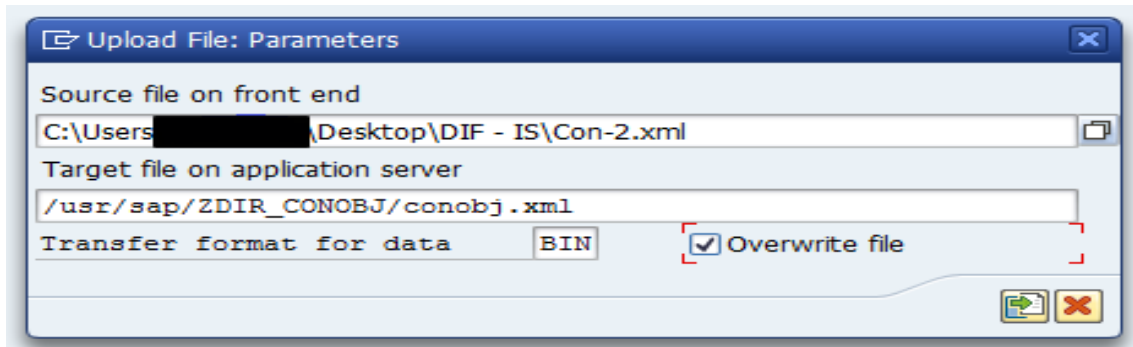 Upload File: Parameters
Source file on front end
C:\Users \Desktop\DIF - IS\Con-2.xml
Target file on application server
/usr/sap/ZDIR_CONOBJ/conobj.xml
Transfer format for data BIN Overwrite file